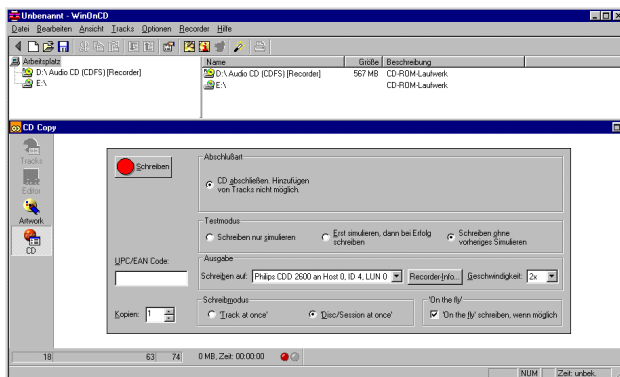 Unbenannt - WinOnCD
Datei Bearbeiten Ansicht Tracks Optionen Recorder Hilfe
Arbeitsplatz
D:\ Audio CD (CDFS) [Recorder]
E:\
Name Größe Beschreibung
D:\ Audio CD (CDFS) [Recorder] 567 MB CD-ROM-Laufwerk
E:\ CD-ROM-Laufwerk
CD Copy
Tracks
Editor
Artwork
CD
Schreiben
Abschlußart
CD abschließen, Hinzufügen
von Tracks nicht möglich.
Testmodus
Schreiben nur simulieren
Erst simulieren, dann bei Erfolg
schreiben
Schreiben ohne
vorheriges Simulieren
UPC/EAN Code:
Ausgabe
Schreiben auf: Philips CDD 2600 an Host 0, ID 4, LUN 0 Recorder-Info... Geschwindigkeit: 2x
Kopien: 1
Schreibmodus
'Track at once' 'Disc/Session at once'
'On the fly'
'On the fly' schreiben, wenn möglich
18 63 74 0 MB, Zeit: 00:00:00
NUM Zeit: unbek.